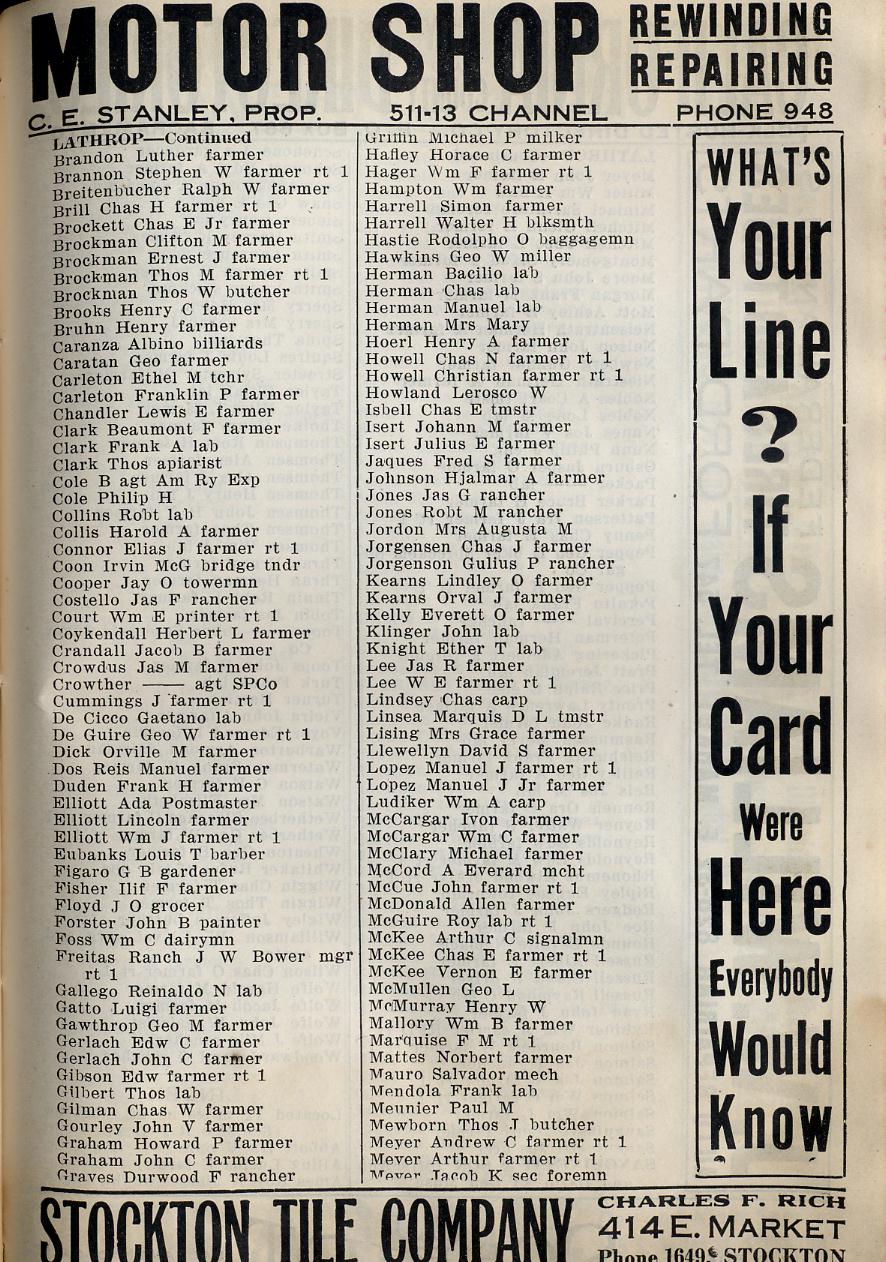 MOTOR SHOP
REWINDING
REPAIRING
C. E. STANLEY, PROP. 511-13 CHANNEL PHONE 948
LATHROP—Continued
Brandon Luther farmer
Brannon Stephen W farmer rt 1
Breitenbucher Ralph W farmer
Brill Chas H farmer rt 1
Brockett Chas E Jr farmer
Brockman Clifton M farmer
Brockman Ernest J farmer
Brockman Thos M farmer rt 1
Brockman Thos W butcher
Brooks Henry C farmer
Bruhn Henry farmer
Caranza Albino billiards
Caratan Geo farmer
Carleton Ethel M tchr
Carleton Franklin P farmer
Chandler Lewis E farmer
Clark Beaumont F farmer
Clark Frank A lab
Clark Thos apiarist
Cole B agt Am Ry Exp
Cole Philip H
Collins Robt lab
Collis Harold A farmer
Connor Elias J farmer rt 1
Coon Irvin McG bridge tndr
Cooper Jay O towermn
Costello Jas F rancher
Court Wm E printer rt 1
Coykendall Herbert L farmer
Crandall Jacob B farmer
Crowdus Jas M farmer
Crowther —— agt SPCo
Cummings J farmer rt 1
De Cicco Gaetano lab
De Guire Geo W farmer rt 1
Dick Orville M farmer
Dos Reis Manuel farmer
Duden Frank H farmer
Elliott Ada Postmaster
Elliott Lincoln farmer
Elliott Wm J farmer rt 1
Eubanks Louis T barber
Figaro G B gardener
Fisher Ilif F farmer
Floyd J O grocer
Forster John B painter
Foss Wm C dairymn
Freitas Ranch J W Bower mgr
rt 1
Gallego Reinaldo N lab
Gatto Luigi farmer
Gawthrop Geo M farmer
Gerlach Edw C farmer
Gerlach John C farmer
Gibson Edw farmer rt 1
Gilbert Thos lab
Gilman Chas W farmer
Gourley John V farmer
Graham Howard P farmer
Graham John C farmer
Graves Durwood F rancher
Griffin Michael P milker
Hafley Horace C farmer
Hager Wm F farmer rt 1
Hampton Wm farmer
Harrell Simon farmer
Harrell Walter H blksmth
Hastie Rodolpho O baggagemn
Hawkins Geo W miller
Herman Bacilio lab
Herman Chas lab
Herman Manuel lab
Herman Mrs Mary
Hoerl Henry A farmer
Howell Chas N farmer rt 1
Howell Christian farmer rt 1
Howland Lerosco W
Isbell Chas E tmstr
Isert Johann M farmer
Isert Julius E farmer
Jaques Fred S farmer
Johnson Hjalmar A farmer
Jones Jas G rancher
Jones Robt M rancher
Jordon Mrs Augusta M
Jorgensen Chas J farmer
Jorgenson Gulius P rancher
Kearns Lindley O farmer
Kearns Orval J farmer
Kelly Everett O farmer
Klinger John lab
Knight Ether T lab
Lee Jas R farmer
Lee W E farmer rt 1
Lindsey Chas carp
Linsea Marquis D L tmstr
Lising Mrs Grace farmer
Llewellyn David S farmer
Lopez Manuel J farmer rt 1
Lopez Manuel J Jr farmer
Ludiker Wm A carp
McCargar Ivon farmer
McCargar Wm C farmer
McClary Michael farmer
McCord A Everard mcht
McCue John farmer rt 1
McDonald Allen farmer
McGuire Roy lab rt 1
McKee Arthur C signalmn
McKee Chas E farmer rt 1
McKee Vernon E farmer
McMullen Geo L
McMurray Henry W
Mallory Wm B farmer
Marquise F M rt 1
Mattes Norbert farmer
Mauro Salvador mech
Mendola Frank lab
Meunier Paul M
Mewborn Thos J butcher
Meyer Andrew C farmer rt 1
Meyer Arthur farmer rt 1
Meyer Jacob K sec foremn
WHAT'S
Your
Line
?
If
Your
Card
Were
Here
Everybody
Would
Know
STOCKTON TILE COMPANY
CHARLES F. RICH
414 E. MARKET
Phone 1649, STOCKTON